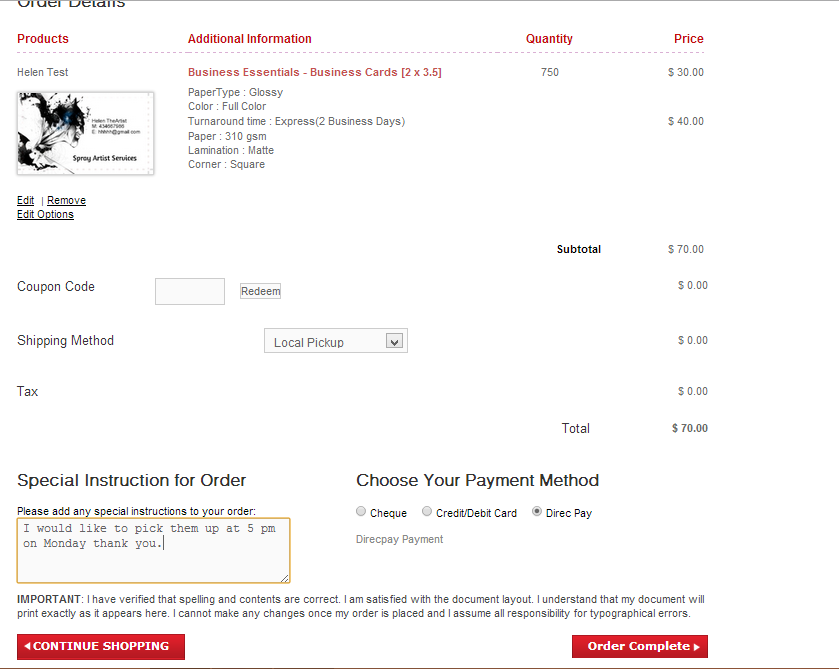 Order Details
Products Additional Information Quantity Price
Helen Test Business Essentials - Business Cards [2 x 3.5] 750 $ 30.00
PaperType : Glossy
Color : Full Color
Turnaround time : Express(2 Business Days) $ 40.00
Paper : 310 gsm
Lamination : Matte
Corner : Square
Helen TheArtist
M: 434667986
E: hhhhh@gmail.com
Spray Artist Services
Edit | Remove
Edit Options
Subtotal $ 70.00
Coupon Code Redeem $ 0.00
Shipping Method Local Pickup $ 0.00
Tax $ 0.00
Total $ 70.00
Special Instruction for Order
Please add any special instructions to your order:
I would like to pick them up at 5 pm
on Monday thank you.
Choose Your Payment Method
Cheque Credit/Debit Card Direc Pay
Direcpay Payment
IMPORTANT: I have verified that spelling and contents are correct. I am satisfied with the document layout. I understand that my document will
print exactly as it appears here. I cannot make any changes once my order is placed and I assume all responsibility for typographical errors.
CONTINUE SHOPPING
Order Complete